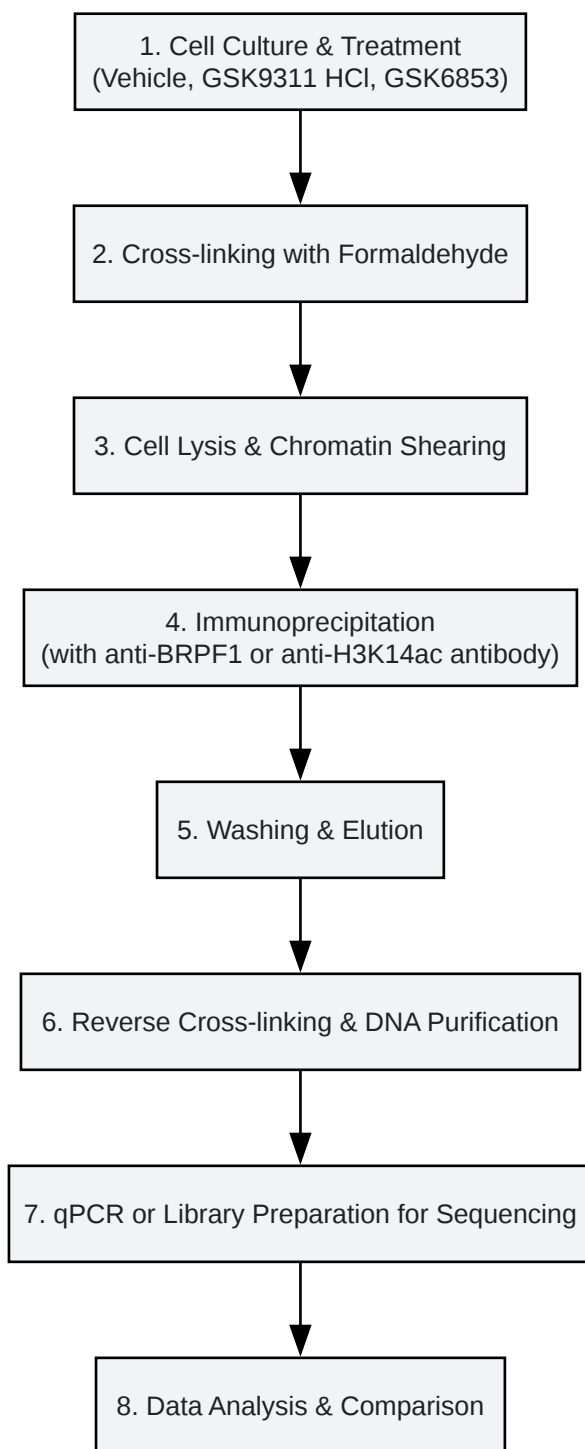 1. Cell Culture & Treatment
(Vehicle, GSK9311 HCl, GSK6853)
2. Cross-linking with Formaldehyde
3. Cell Lysis & Chromatin Shearing
4. Immunoprecipitation
(with anti-BRPF1 or anti-H3K14ac antibody)
5. Washing & Elution
6. Reverse Cross-linking & DNA Purification
7. qPCR or Library Preparation for Sequencing
8. Data Analysis & Comparison